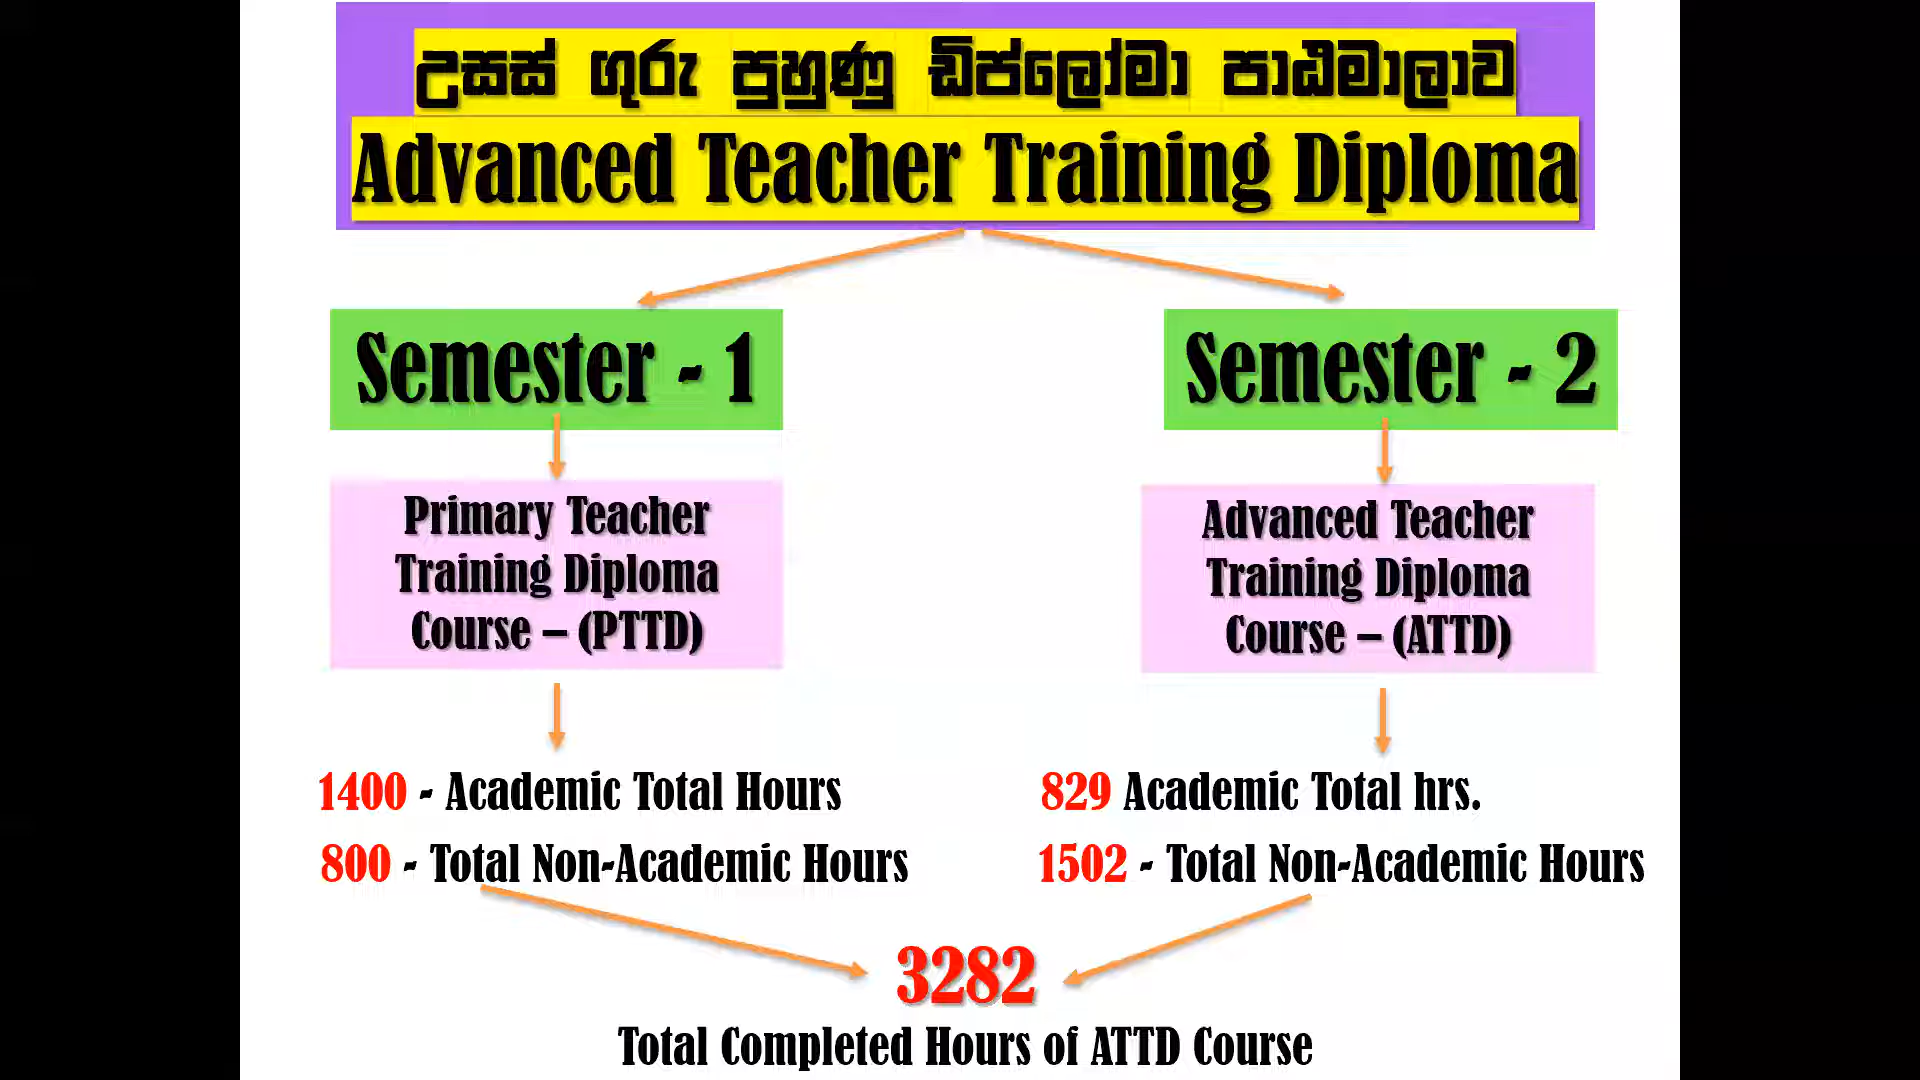 උසස් ගුරු පුහුණු ඩිප්ලෝමා පාඨමාලාව
Advanced Teacher Training Diploma
Semester - 1
Semester - 2
Primary Teacher
Training Diploma
Course – (PTTD)
Advanced Teacher
Training Diploma
Course – (ATTD)
1400 - Academic Total Hours
800 - Total Non-Academic Hours
829 Academic Total hrs.
1502 - Total Non-Academic Hours
3282
Total Completed Hours of ATTD Course